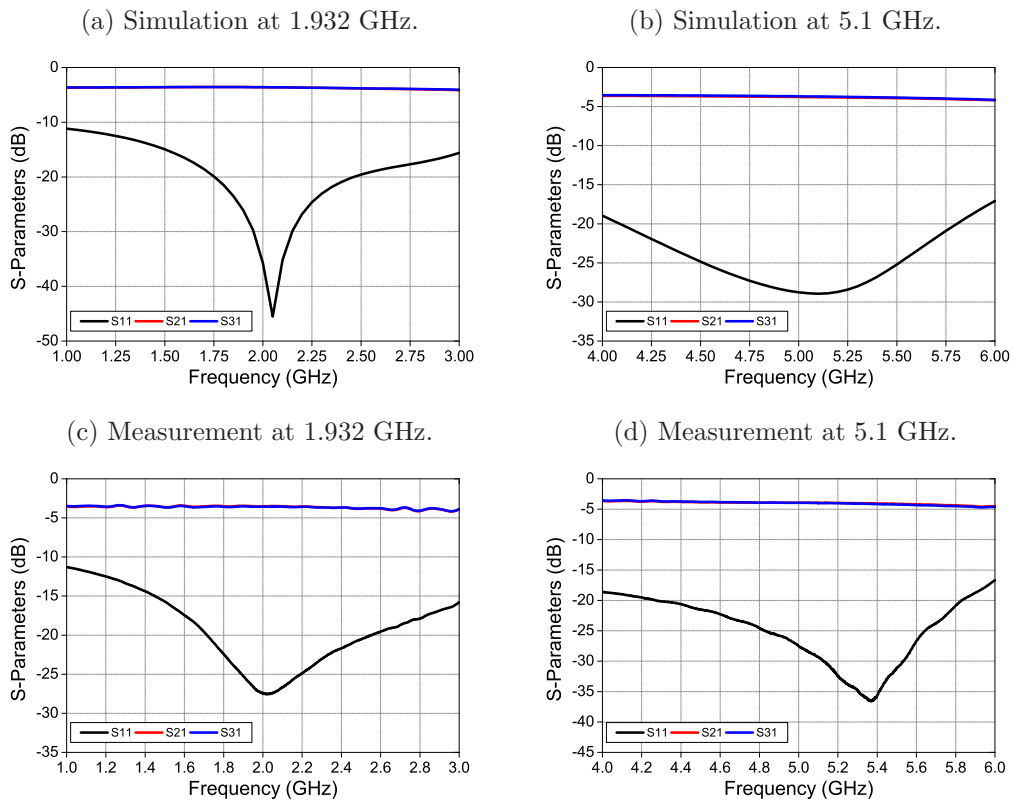 (a) Simulation at 1.932 GHz.
S-Parameters (dB)
0
-10
-20
-30
-40
-50
S11 S21 S31
1.00 1.25 1.50 1.75 2.00 2.25 2.50 2.75 3.00
Frequency (GHz)
(b) Simulation at 5.1 GHz.
S-Parameters (dB)
0
-5
-10
-15
-20
-25
-30
-35
S11 S21 S31
4.00 4.25 4.50 4.75 5.00 5.25 5.50 5.75 6.00
Frequency (GHz)
(c) Measurement at 1.932 GHz.
S-Parameters (dB)
0
-5
-10
-15
-20
-25
-30
-35
S11 S21 S31
1.0 1.2 1.4 1.6 1.8 2.0 2.2 2.4 2.6 2.8 3.0
Frequency (GHz)
(d) Measurement at 5.1 GHz.
S-Parameters (dB)
0
-5
-10
-15
-20
-25
-30
-35
-40
-45
S11 S21 S31
4.0 4.2 4.4 4.6 4.8 5.0 5.2 5.4 5.6 5.8 6.0
Frequency (GHz)